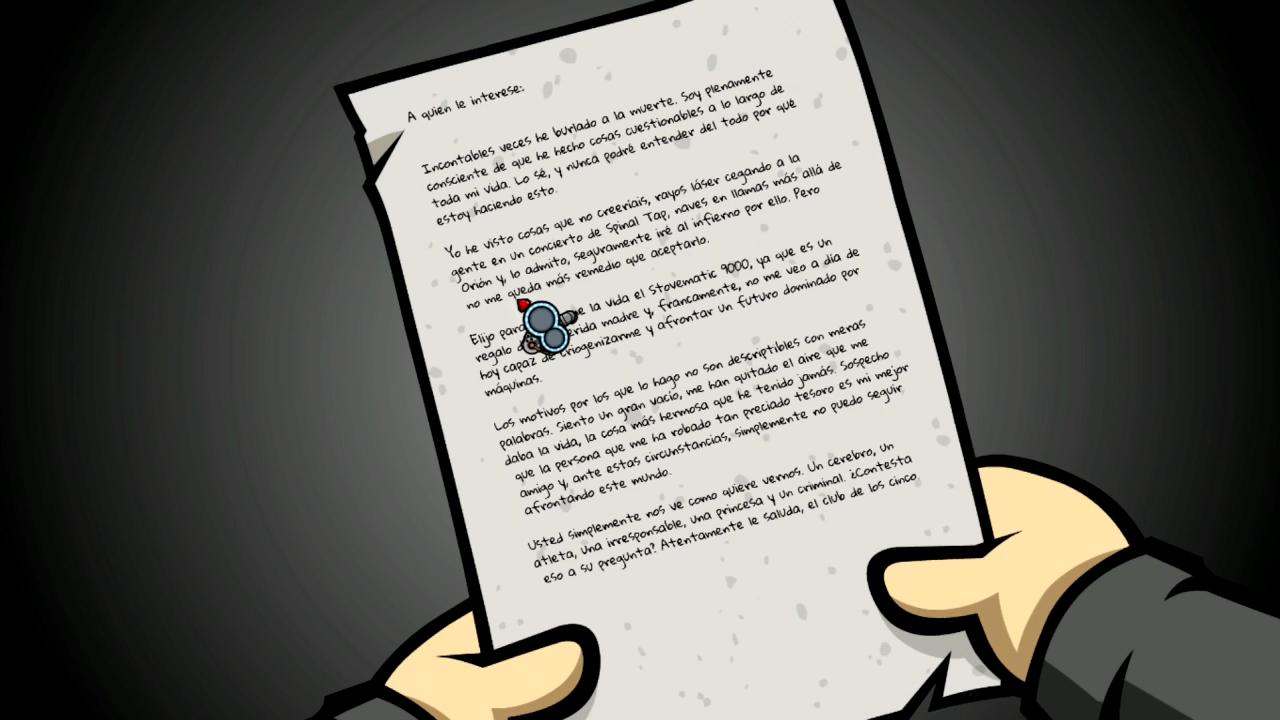 A quien le interese:
Incontables veces he burlado a la muerte. Soy plenamente
consciente de que he hecho cosas cuestionables a lo largo de
toda mi vida. Lo sé, y nunca podré entender del todo por qué
estoy haciendo esto.
Yo he visto cosas que no creeríais, rayos láser cegando a la
gente en un concierto de Spinal Tap, naves en llamas más allá de
Orión y, lo admito, seguramente iré al infierno por ello. Pero
no me queda más remedio que aceptarlo.
Elijo la vida el Stovematic 9000, ya que es un
regalo madre y, francamente, no me veo a día de
hoy capaz de criogenizarme y afrontar un futuro dominado por
máquinas.
Los motivos por los que lo hago no son descriptibles con meras
palabras. Siento un gran vacío, me han quitado el aire que me
daba la vida, la cosa más hermosa que he tenido jamás. Sospecho
que la persona que me ha robado tan preciado tesoro es mi mejor
amigo y, ante estas circunstancias, simplemente no puedo seguir
afrontando este mundo.
Usted simplemente nos ve como quiere vernos. Un cerebro, un
atleta, una irresponsable, una princesa y un criminal. ¿Contesta
eso a su pregunta? Atentamente le saluda, el club de los cinco